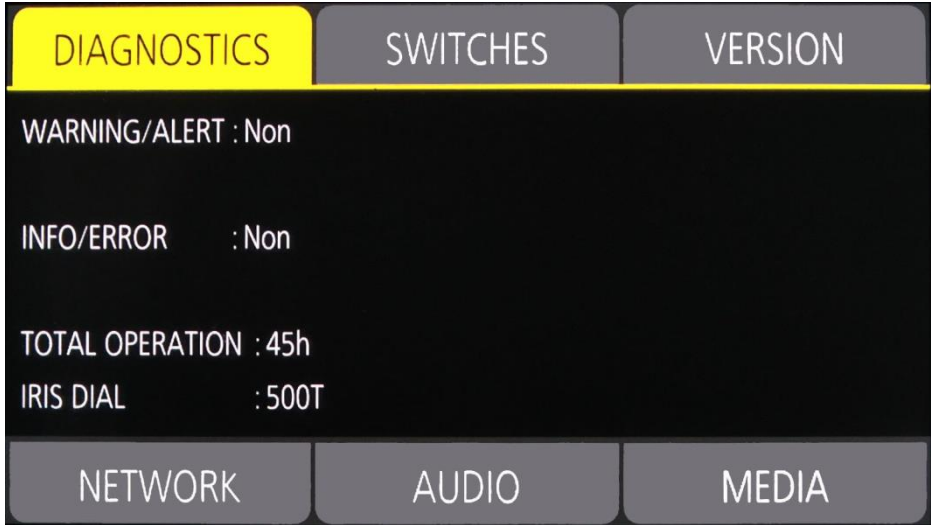 DIAGNOSTICS SWITCHES VERSION
WARNING/ALERT : Non
INFO/ERROR : Non
TOTAL OPERATION : 45h
IRIS DIAL : 500T
NETWORK AUDIO MEDIA